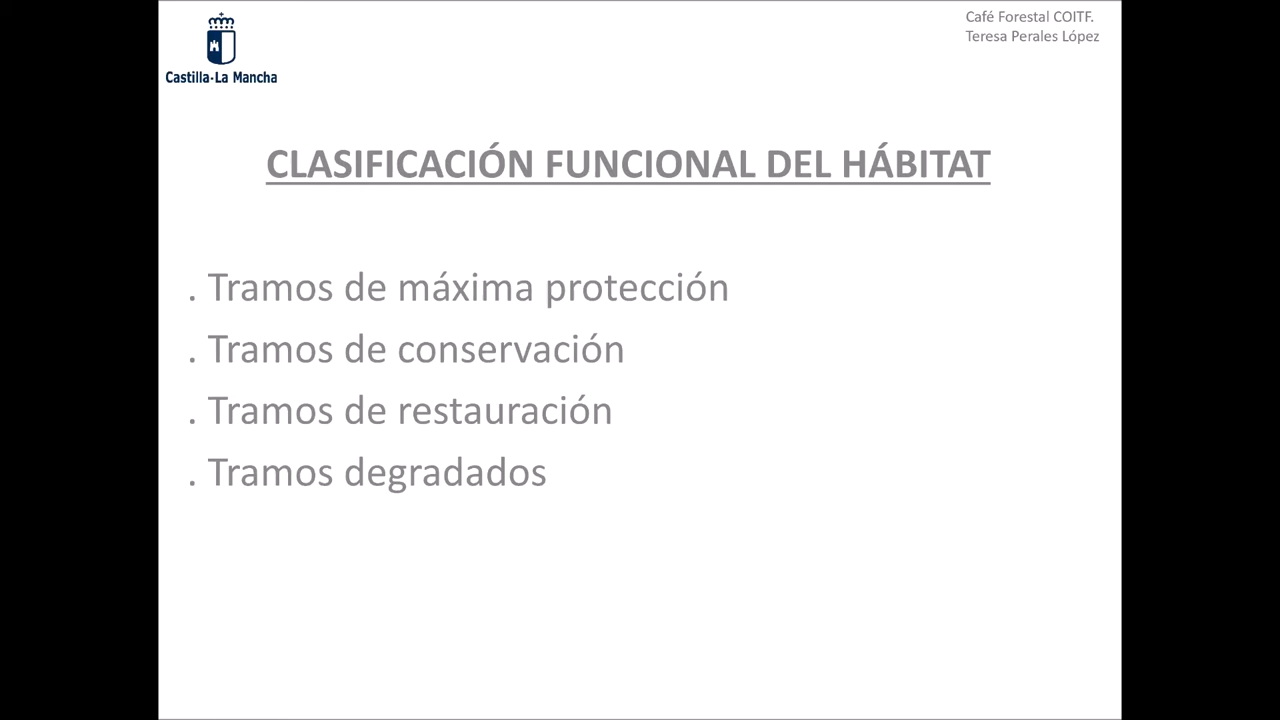 Café Forestal COITF.
Teresa Perales López
Castilla-La Mancha
CLASIFICACIÓN FUNCIONAL DEL HÁBITAT
. Tramos de máxima protección
. Tramos de conservación
. Tramos de restauración
. Tramos degradados